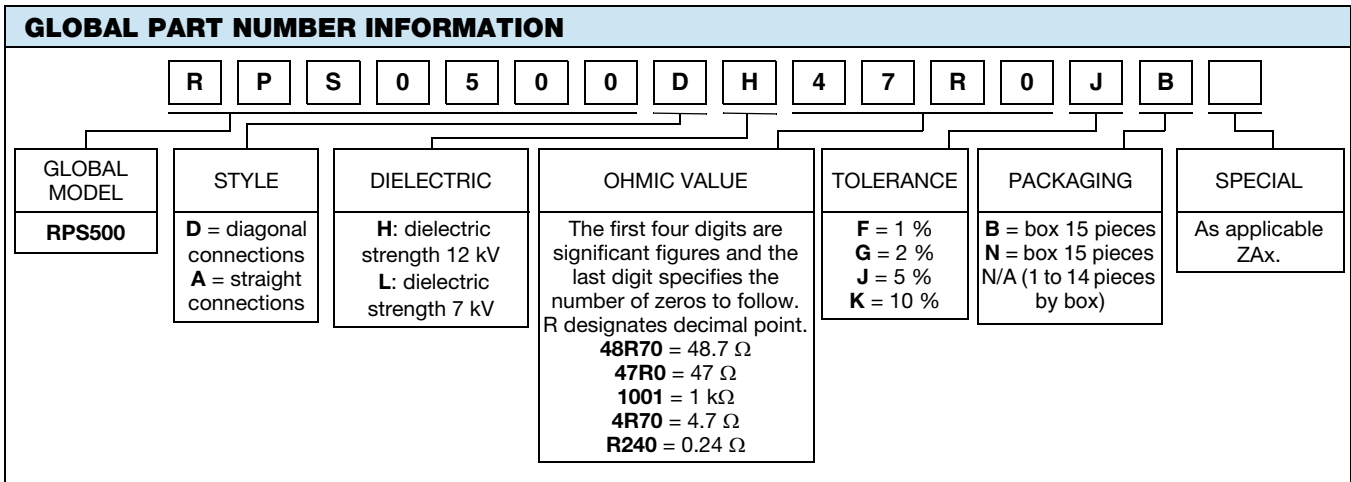 GLOBAL PART NUMBER INFORMATION
R P S 0 5 0 0 D H 4 7 R 0 J B
GLOBAL
MODEL
RPS500
STYLE
D = diagonal
connections
A = straight
connections
DIELECTRIC
H: dielectric
strength 12 kV
L: dielectric
strength 7 kV
OHMIC VALUE
The first four digits are
significant figures and the
last digit specifies the
number of zeros to follow.
R designates decimal point.
48R70 = 48.7 Ω
47R0 = 47 Ω
1001 = 1 kΩ
4R70 = 4.7 Ω
R240 = 0.24 Ω
TOLERANCE
F = 1 %
G = 2 %
J = 5 %
K = 10 %
PACKAGING
B = box 15 pieces
N = box 15 pieces
N/A (1 to 14 pieces
by box)
SPECIAL
As applicable
ZAx.